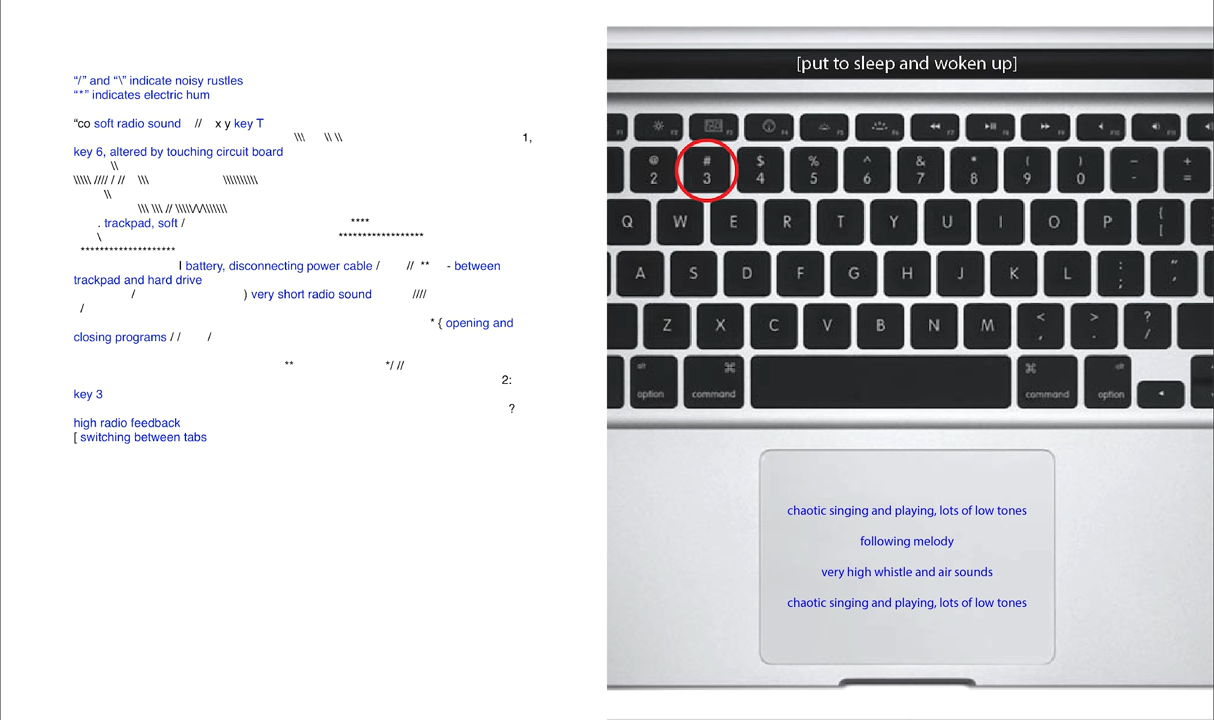 “/” and “\” indicate noisy rustles
“*” indicates electric hum
“co soft radio sound // x y key T
\\\ \\ \\ 1,
key 6, altered by touching circuit board
\\
\\\\\ //// / // \\\ \\\\\\\\\\
\\
\\\ \\\ // \\\\\/\/\\\\\\\
. trackpad, soft / ****
\ ******************
********************
l battery, disconnecting power cable / // ** - between
trackpad and hard drive
/ ) very short radio sound ////
/
* { opening and
closing programs / / /
** */ //
2:
key 3
?
high radio feedback
[ switching between tabs
[put to sleep and woken up]
F1 F2 F3 F4 F5 F6 F7 F8 F9
@ # $ % ^ & * ( ) - +
2 3 4 5 6 7 8 9 0 - =
Q W E R T Y U I O P { [
A S D F G H J K L : ; ” ,
Z X C V B N M < , > . ? /
alt ⌘ ⌘ alt
option command command option
chaotic singing and playing, lots of low tones
following melody
very high whistle and air sounds
chaotic singing and playing, lots of low tones